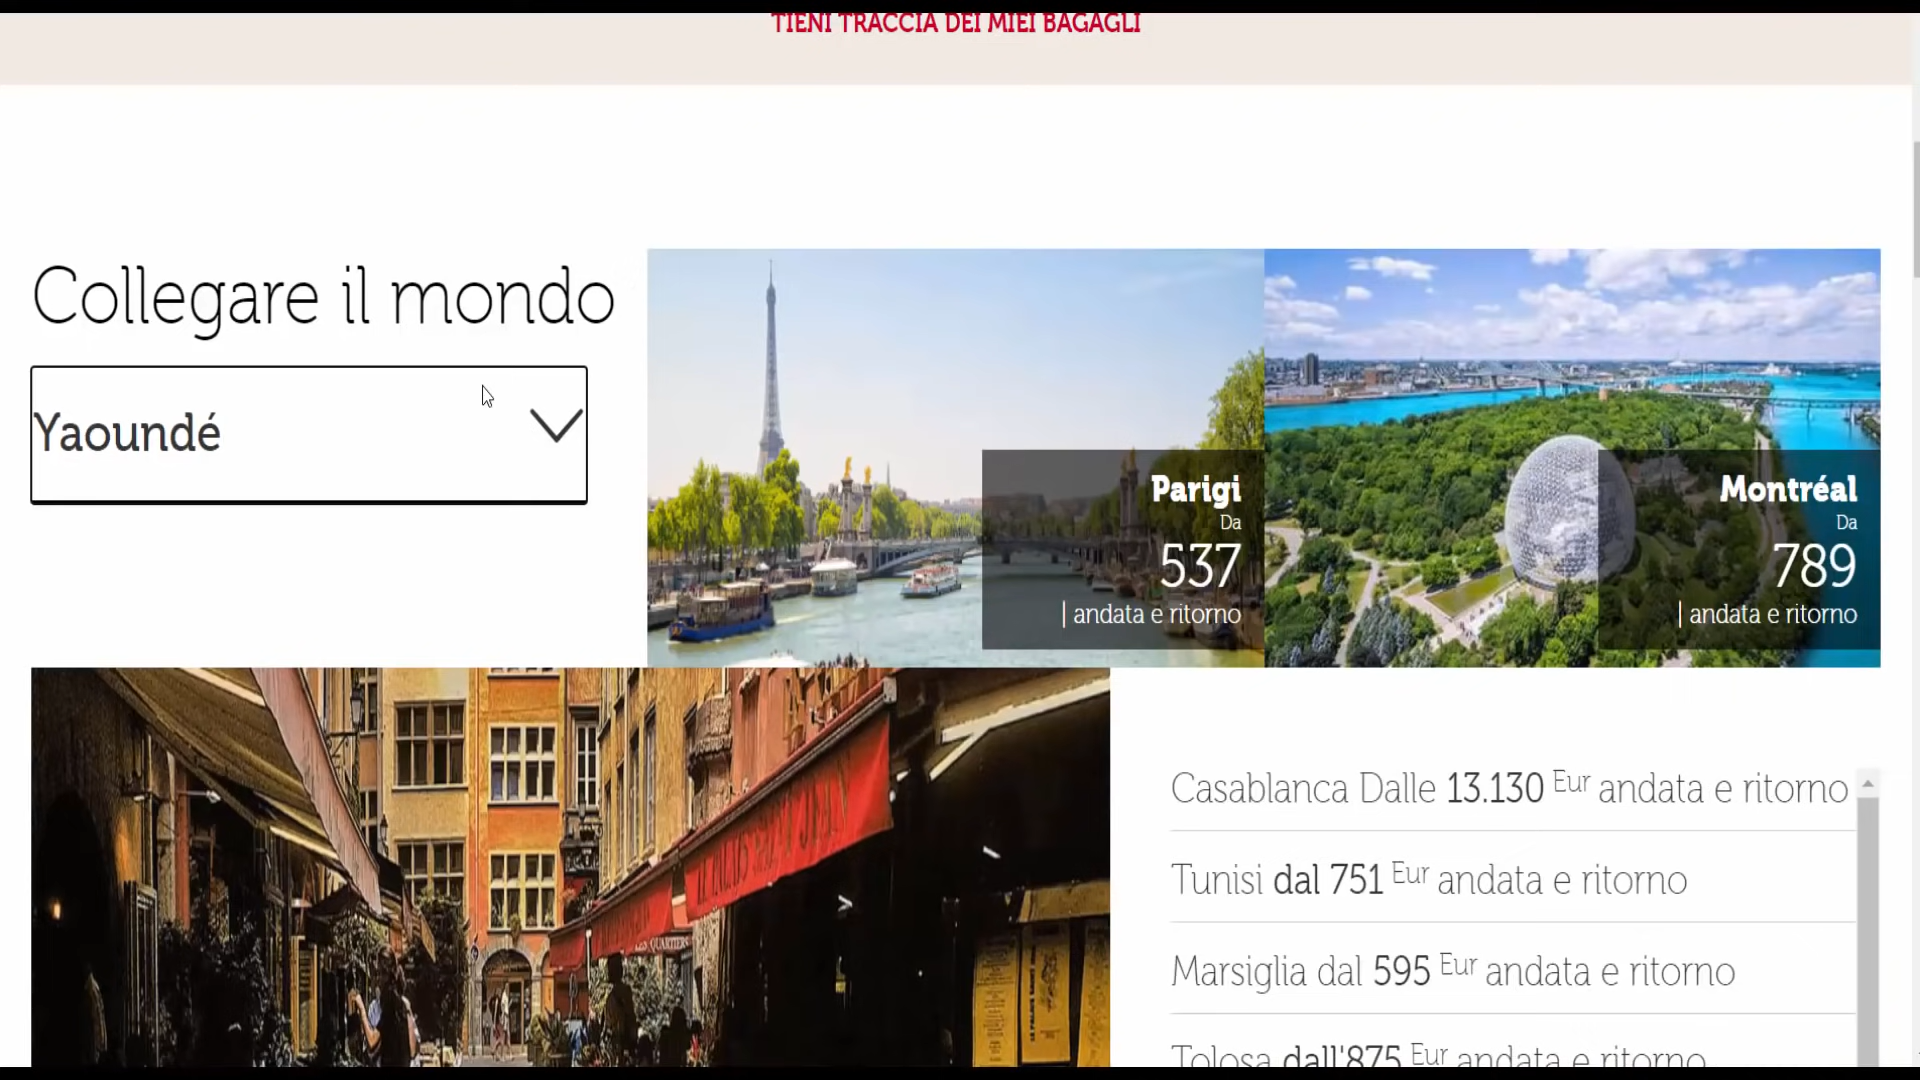 TIENI TRACCIA DEI MIEI BAGAGLI
Collegare il mondo
Yaoundé
Parigi
Da
537
| andata e ritorno
Montréal
Da
789
| andata e ritorno
Casablanca Dalle 13.130 Eur andata e ritorno
Tunisi dal 751 Eur andata e ritorno
Marsiglia dal 595 Eur andata e ritorno
Tolosa dall'875 Eur andata e ritorno